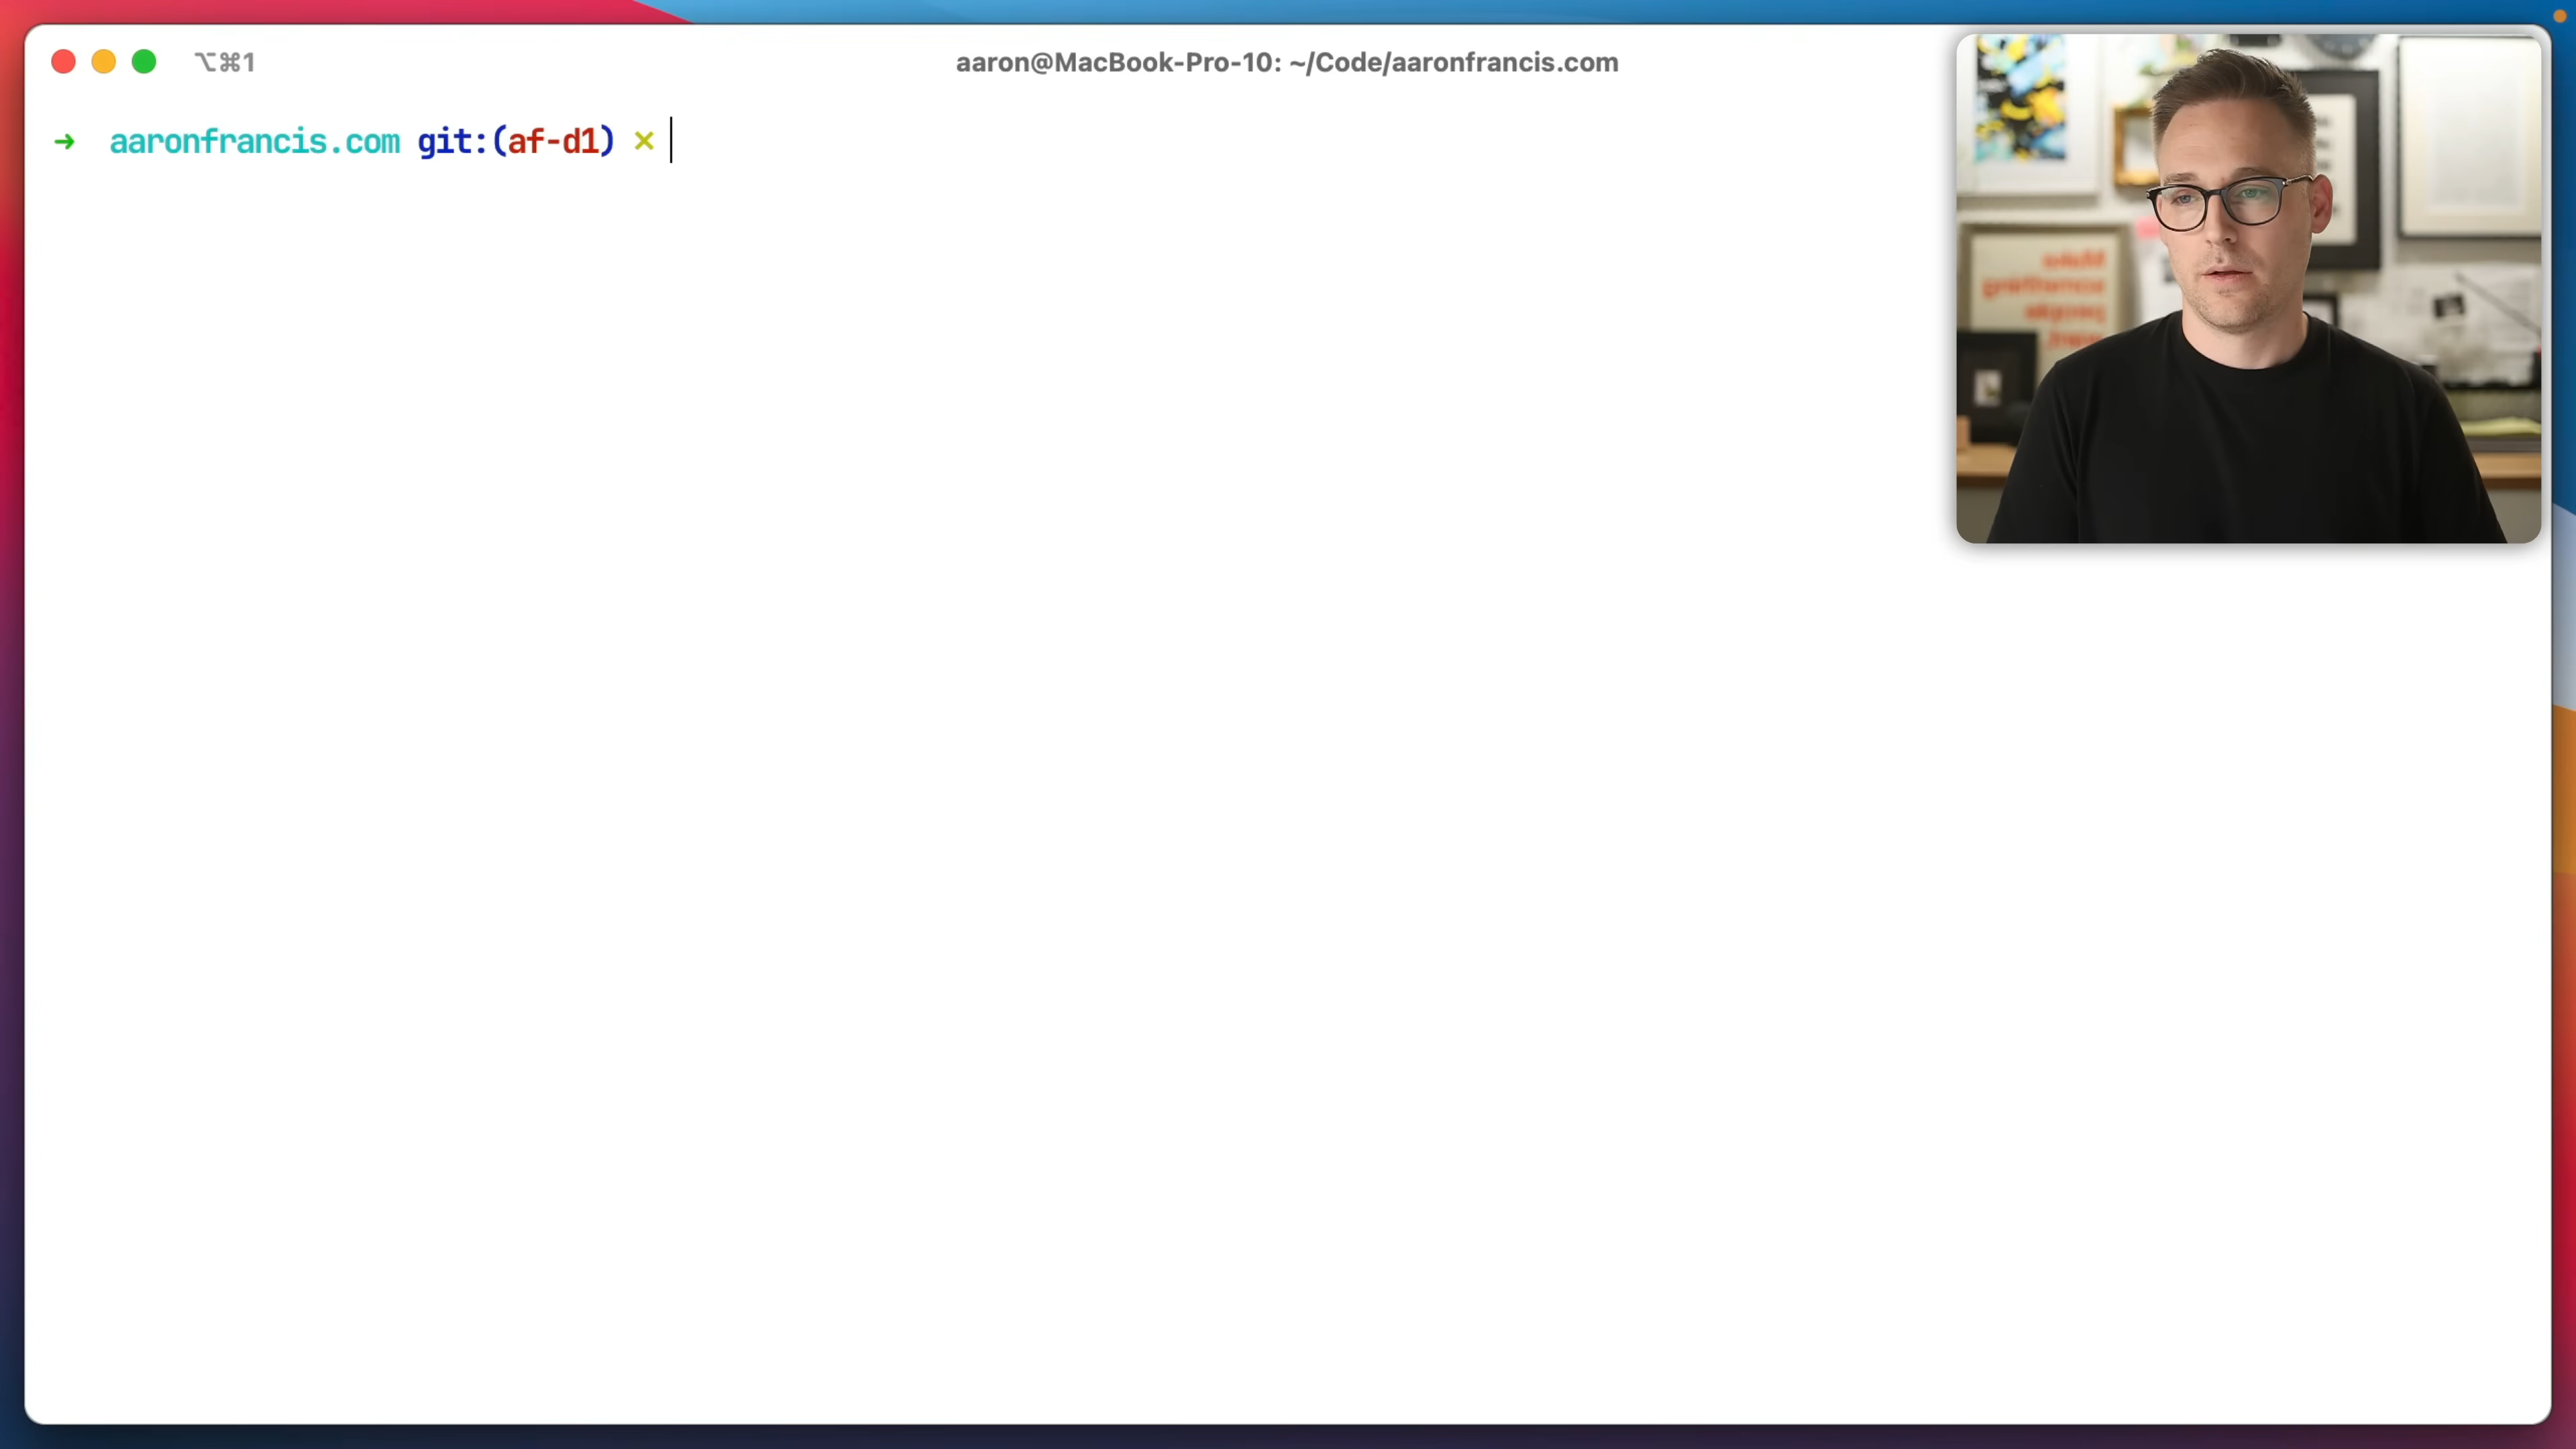 ⌥⌘1
aaron@MacBook-Pro-10: ~/Code/aaronfrancis.com
➜ aaronfrancis.com git:(af-d1) ✗